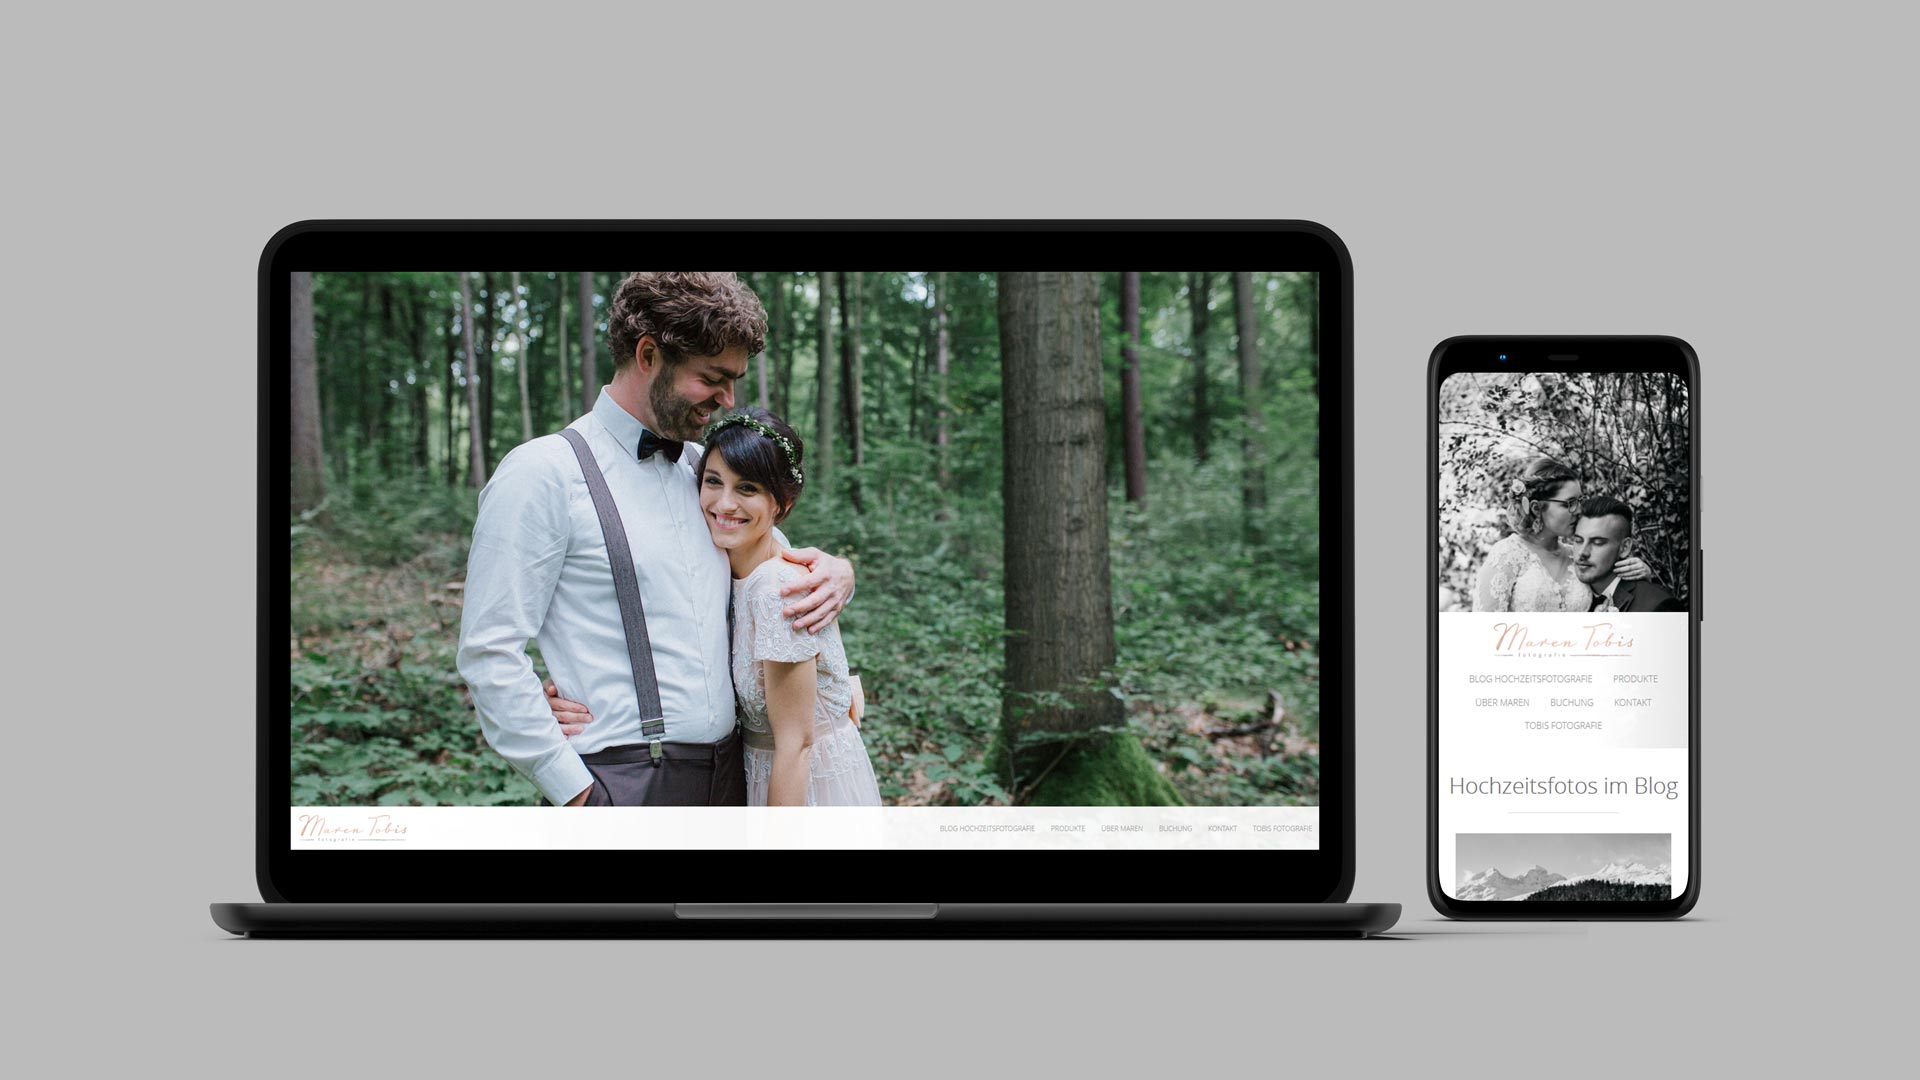 Maren Tobis
fotografie
BLOG HOCHZEITSFOTOGRAFIE PRODUKTE ÜBER MAREN BUCHUNG KONTAKT TOBIS FOTOGRAFIE
Maren Tobis
fotografie
BLOG HOCHZEITSFOTOGRAFIE PRODUKTE
ÜBER MAREN BUCHUNG KONTAKT
TOBIS FOTOGRAFIE
Hochzeitsfotos im Blog